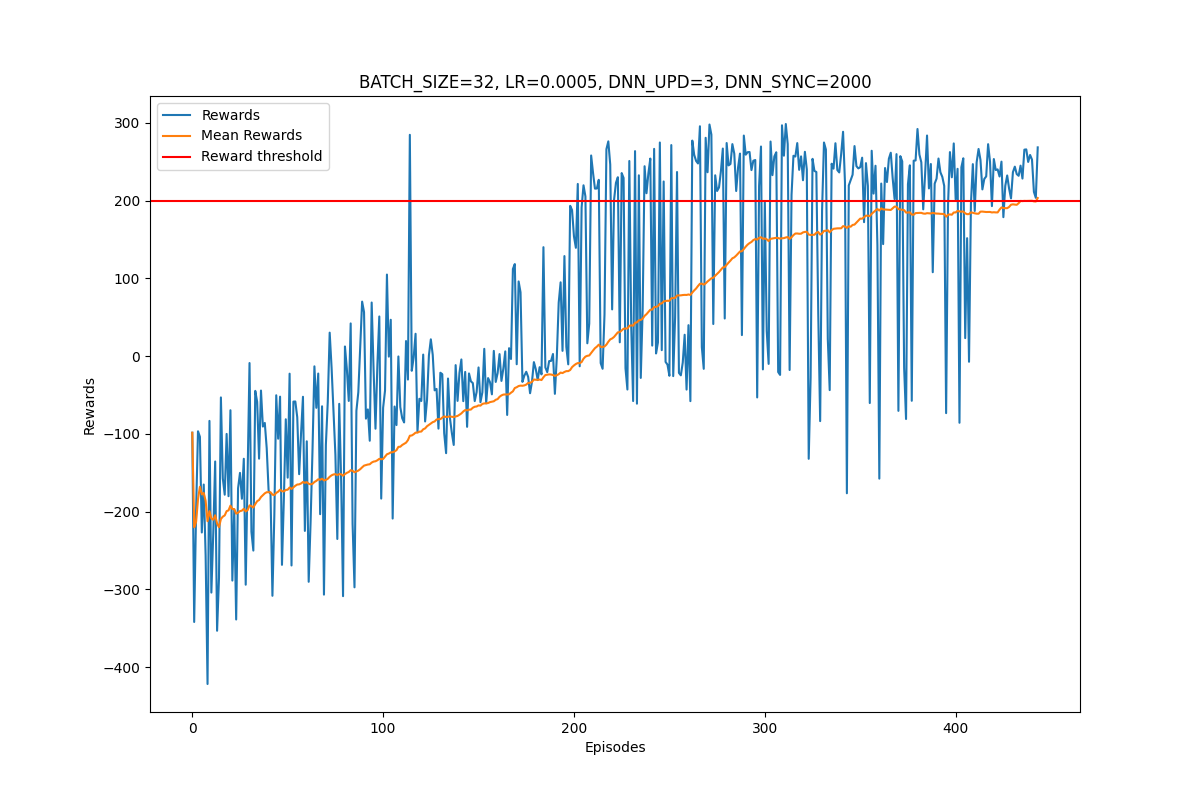 BATCH_SIZE=32, LR=0.0005, DNN_UPD=3, DNN_SYNC=2000
Rewards
Mean Rewards
Reward threshold
300
200
100
0
−100
−200
−300
−400
Rewards
0 100 200 300 400
Episodes